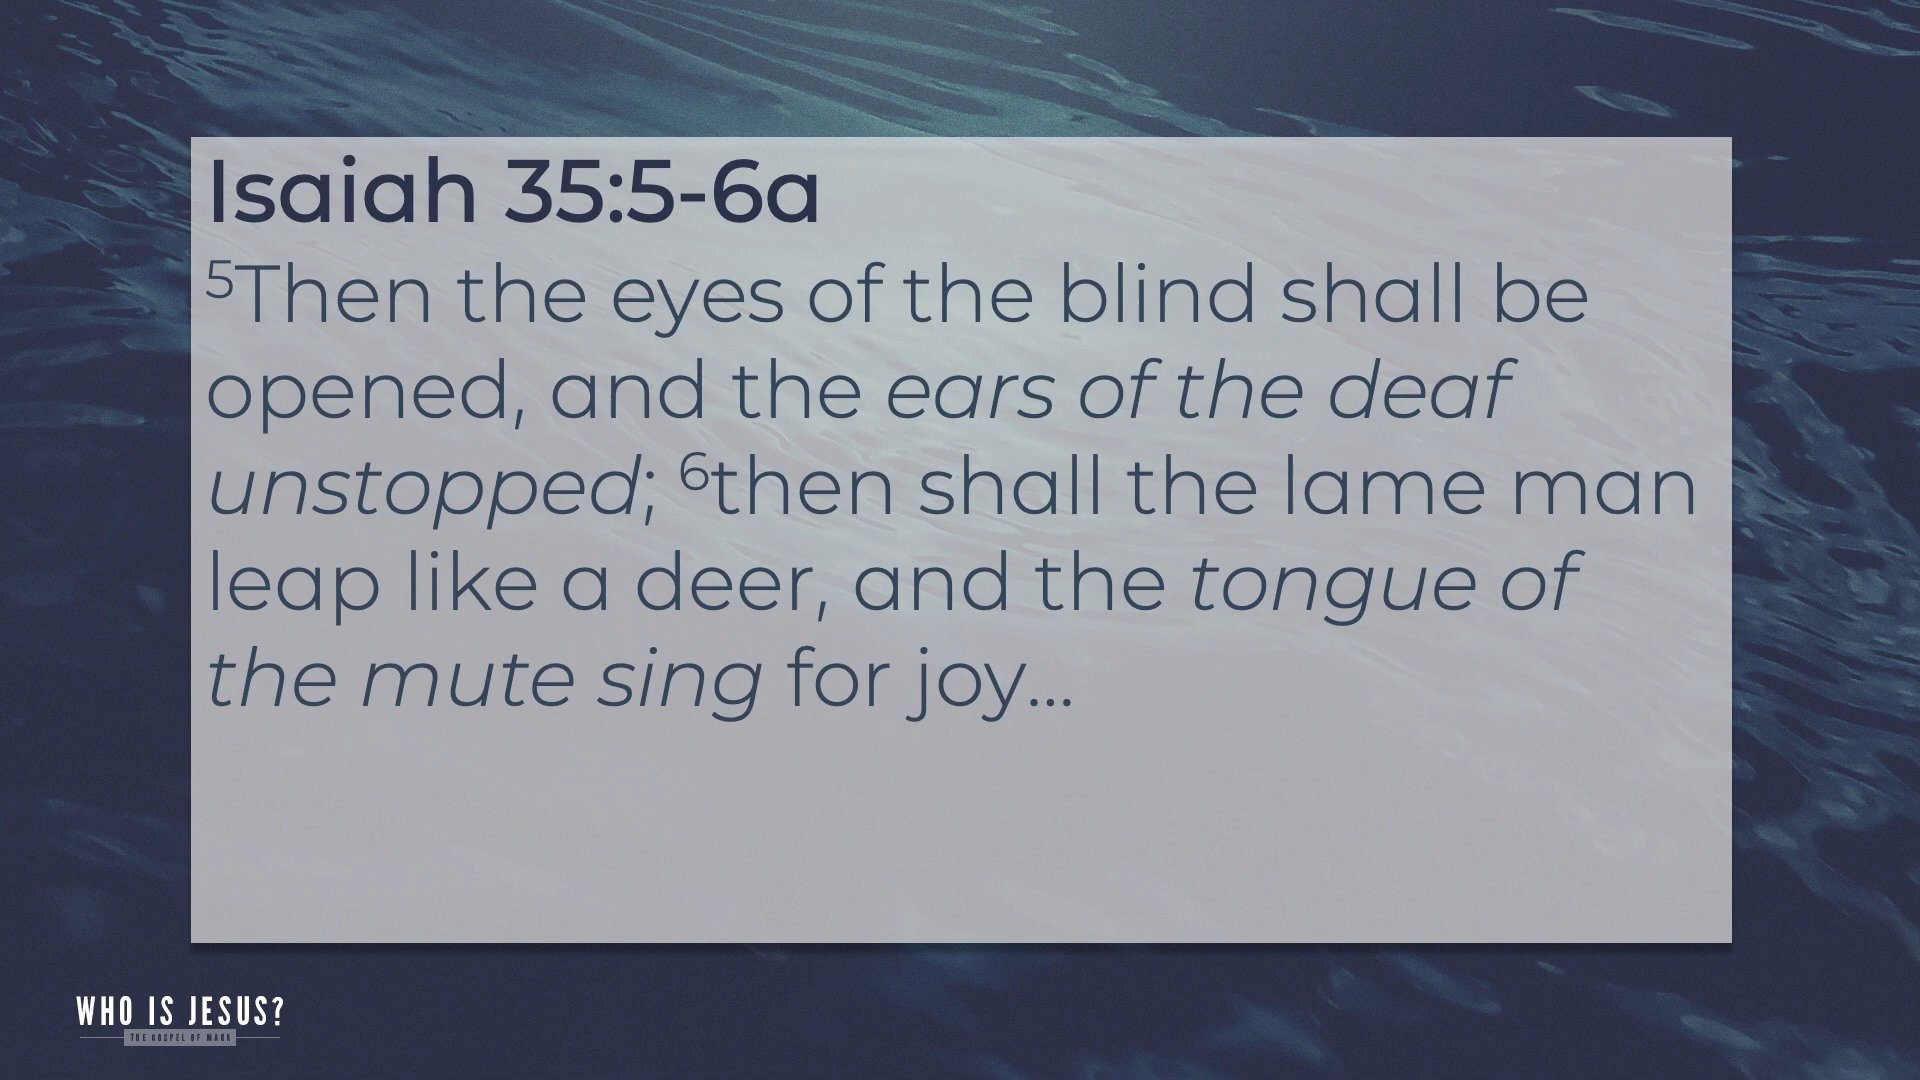 Isaiah 35:5-6a
5Then the eyes of the blind shall be
opened, and the ears of the deaf
unstopped; 6then shall the lame man
leap like a deer, and the tongue of
the mute sing for joy...
WHO IS JESUS?
THE GOSPEL OF MARK